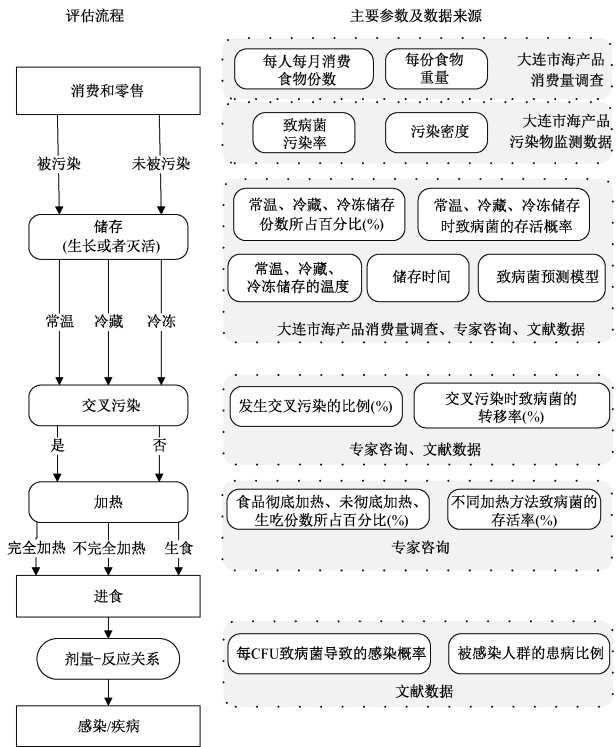 评估流程
主要参数及数据来源
消费和零售
每人每月消费
食物份数
每份食物
重量
大连市海产品
消费量调查
致病菌
污染率
污染密度
大连市海产品
污染物监测数据
被污染
未被污染
储存
(生长或者灭活)
常温、冷藏、冷冻储存
份数所占百分比(%)
常温、冷藏、冷冻储存
时致病菌的存活概率
常温、冷藏、
冷冻储存的温度
储存时间
致病菌预测模型
大连市海产品消费量调查、专家咨询、文献数据
常温
冷藏
冷冻
交叉污染
发生交叉污染的比例(%)
交叉污染时致病菌的
转移率(%)
专家咨询、文献数据
是
否
加热
食品彻底加热、未彻底加热、
生吃份数所占百分比(%)
不同加热方法致病菌的
存活率(%)
专家咨询
完全加热
不完全加热
生食
进食
剂量-反应关系
每CFU致病菌导致的感染概率
被感染人群的患病比例
文献数据
感染/疾病